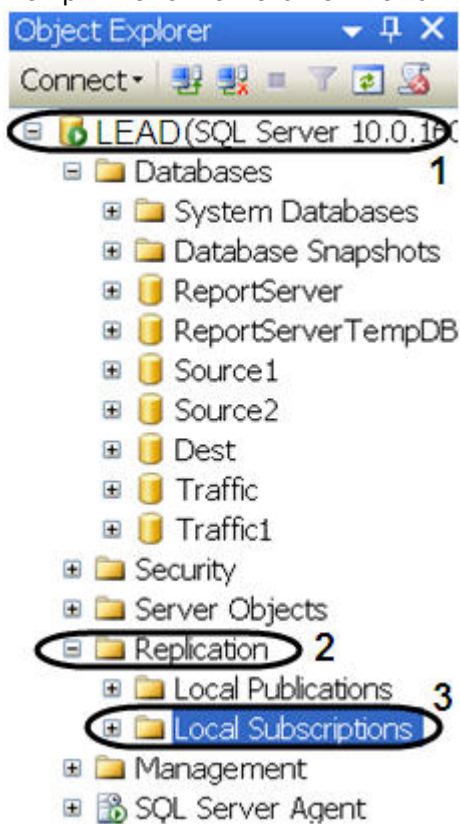 Object Explorer
Connect
LEAD(SQL Server 10.0.160
1
Databases
System Databases
Database Snapshots
ReportServer
ReportServerTempDB
Source1
Source2
Dest
Traffic
Traffic1
Security
Server Objects
Replication 2
Local Publications
3
Local Subscriptions
Management
SQL Server Agent